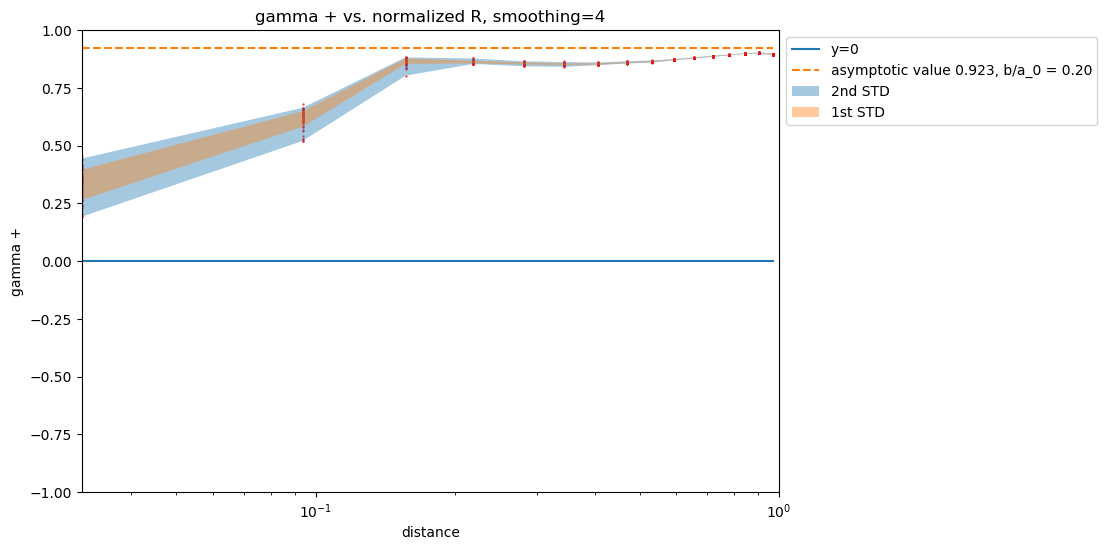 gamma + vs. normalized R, smoothing=4
1.00
0.75
0.50
0.25
0.00
−0.25
−0.50
−0.75
−1.00
gamma +
10⁻¹
10⁰
distance
y=0
asymptotic value 0.923, b/a_0 = 0.20
2nd STD
1st STD